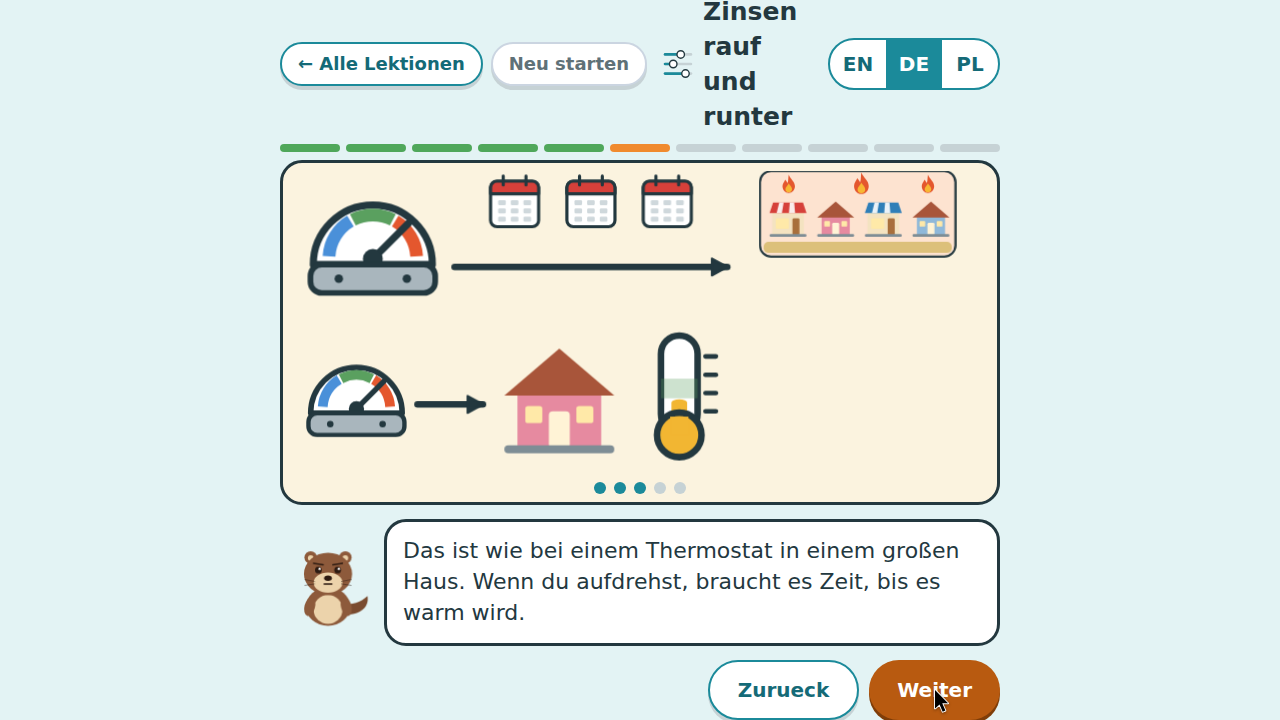 ← Alle Lektionen
Neu starten
Zinsen
rauf
und
runter
EN DE PL
Das ist wie bei einem Thermostat in einem großen
Haus. Wenn du aufdrehst, braucht es Zeit, bis es
warm wird.
Zurueck
Weiter